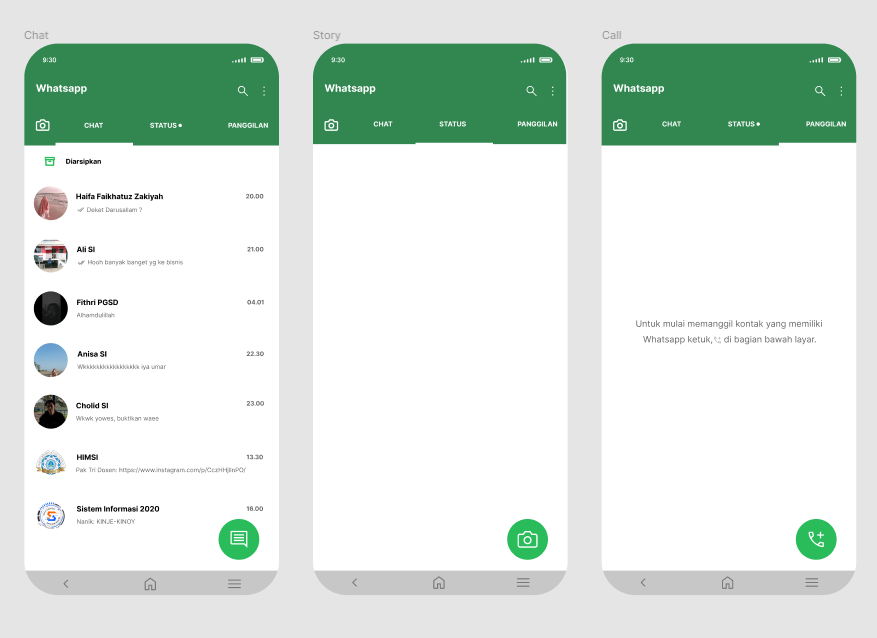 Chat
9:30
Whatsapp
CHAT
STATUS
PANGGILAN
Diarsipkan
Haifa Faikhatuz Zakiyah
20.00
Deket Darusallam ?
Ali SI
21.00
Hooh banyak banget yg ke bisnis
Fithri PGSD
04.01
Alhamdulillah
Anisa SI
22.30
Wkkkkkkkkkkkkkkkk iya umar
Cholid SI
23.00
Wkwk yowes, buktikan waee
HIMSI
13.30
Pak Tri Dosen: https://www.instagram.com/p/CczHHjlInPO/
Sistem Informasi 2020
16.00
Nanik: KINJE-KINOY
Story
9:30
Whatsapp
CHAT
STATUS
PANGGILAN
Call
9:30
Whatsapp
CHAT
STATUS
PANGGILAN
Untuk mulai memanggil kontak yang memiliki
Whatsapp ketuk, di bagian bawah layar.